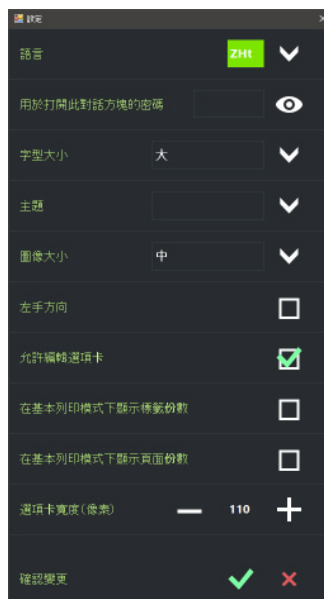 設定
語言 ZHt
用於打開此對話方塊的密碼
字型大小 大
主題
圖像大小 中
左手方向
允許編輯選項卡
在基本列印模式下顯示標籤份數
在基本列印模式下顯示頁面份數
選項卡寬度(像素) 110
確認變更